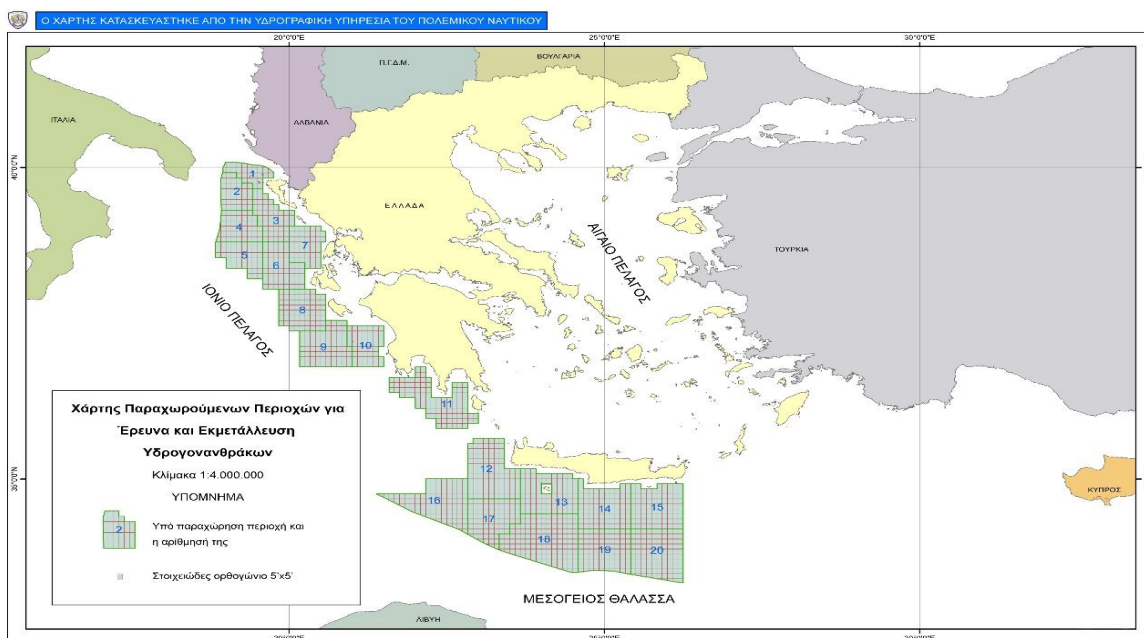 Ο ΧΑΡΤΗΣ ΚΑΤΑΣΚΕΥΑΣΤΗΚΕ ΑΠΟ ΤΗΝ ΥΔΡΟΓΡΑΦΙΚΗ ΥΠΗΡΕΣΙΑ ΤΟΥ ΠΟΛΕΜΙΚΟΥ ΝΑΥΤΙΚΟΥ
20°0'0"E 25°0'0"E 30°0'0"E
ΒΟΥΛΓΑΡΙΑ
Π.Γ.Δ.Μ.
ΙΤΑΛΙΑ
ΑΛΒΑΝΙΑ
40°0'0"N 40°0'0"N
1
2
ΕΛΛΑΔΑ
3
4
7
5
6
ΑΙΓΑΙΟ ΠΕΛΑΓΟΣ
ΤΟΥΡΚΙΑ
ΙΟΝΙΟ ΠΕΛΑΓΟΣ
8
9 10
11
Χάρτης Παραχωρούμενων Περιοχών για
Έρευνα και Εκμετάλλευση
Υδρογονανθράκων
Κλίμακα 1:4.000.000
ΥΠΟΜΝΗΜΑ
2 Υπό παραχώρηση περιοχή και
η αρίθμησή της
Στοιχειώδες ορθογώνιο 5'x5'
12
16 13
17 14 15
18 19 20
ΚΥΠΡΟΣ
ΜΕΣΟΓΕΙΟΣ ΘΑΛΑΣΣΑ
ΛΙΒΥΗ